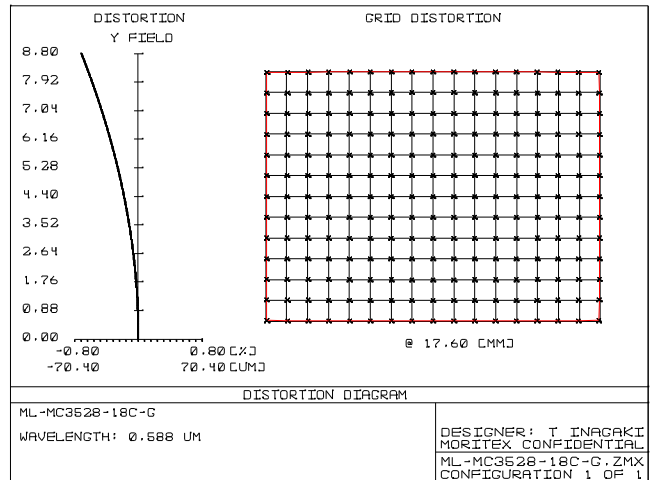 DISTORTION
Y FIELD
8.80
7.92
7.04
6.16
5.28
4.40
3.52
2.64
1.76
0.88
0.00
-0.80 0.80[%]
-70.40 70.40[UM]
GRID DISTORTION
@ 17.60 [MM]
DISTORTION DIAGRAM
ML-MC3528-18C-G
WAVELENGTH: 0.588 UM
DESIGNER: T INAGAKI
MORITEX CONFIDENTIAL
ML-MC3528-18C-G.ZMX
CONFIGURATION 1 OF 1